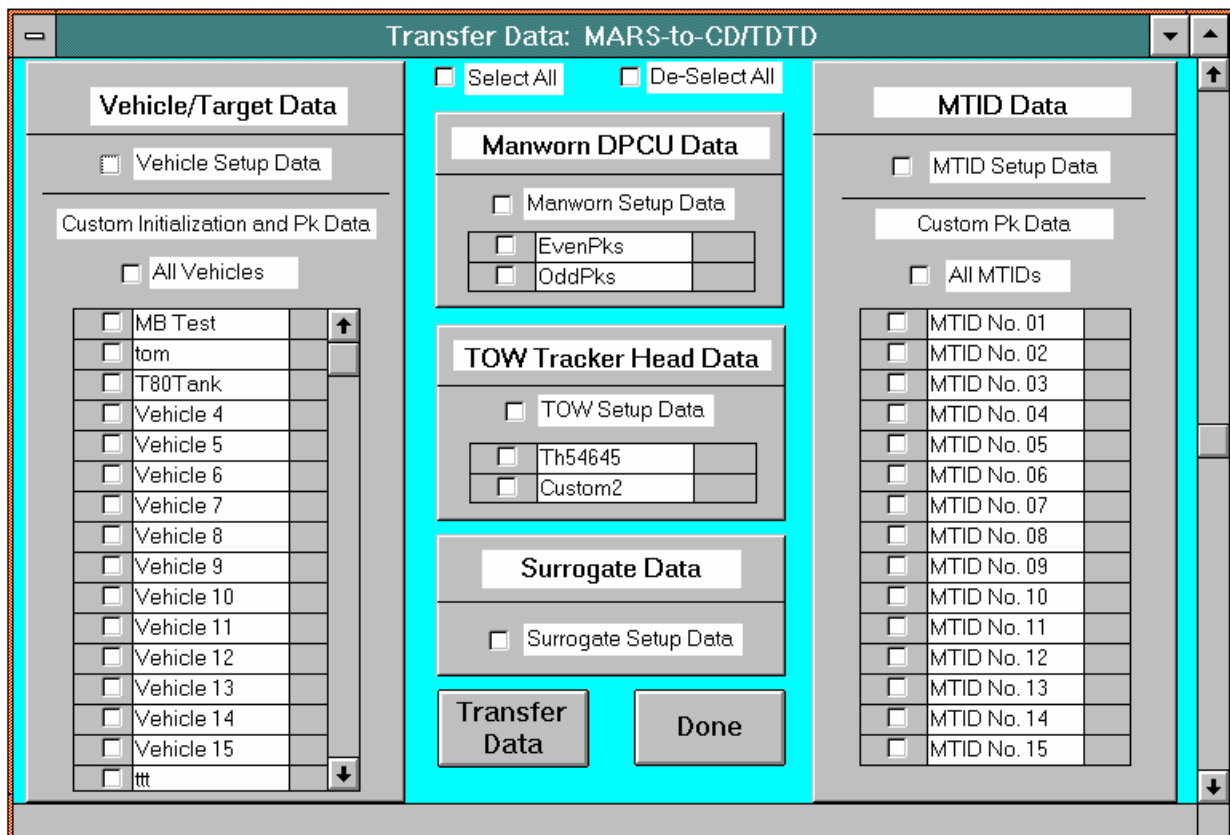 Transfer Data: MARS-to-CD/TDTD
Select All
De-Select All
Vehicle/Target Data
Vehicle Setup Data
Custom Initialization and Pk Data
All Vehicles
MB Test
tom
T80Tank
Vehicle 4
Vehicle 5
Vehicle 6
Vehicle 7
Vehicle 8
Vehicle 9
Vehicle 10
Vehicle 11
Vehicle 12
Vehicle 13
Vehicle 14
Vehicle 15
ttt
Manworn DPCU Data
Manworn Setup Data
EvenPks
OddPks
TOW Tracker Head Data
TOW Setup Data
Th54645
Custom2
Surrogate Data
Surrogate Setup Data
Transfer
Data
Done
MTID Data
MTID Setup Data
Custom Pk Data
All MTIDs
MTID No. 01
MTID No. 02
MTID No. 03
MTID No. 04
MTID No. 05
MTID No. 06
MTID No. 07
MTID No. 08
MTID No. 09
MTID No. 10
MTID No. 11
MTID No. 12
MTID No. 13
MTID No. 14
MTID No. 15